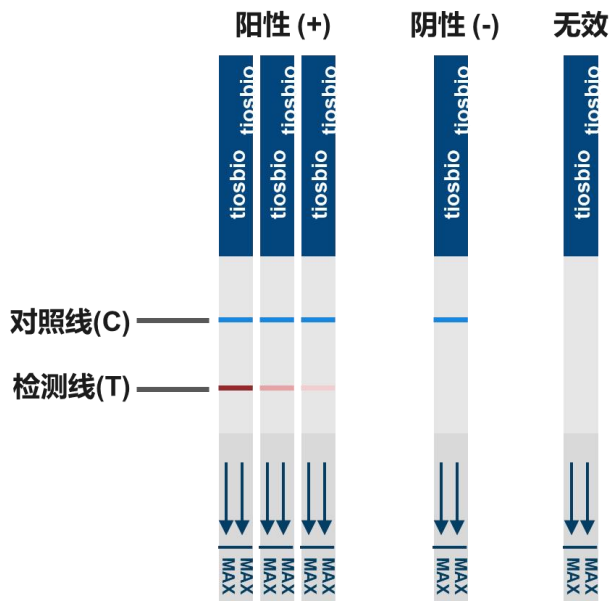 阳性 (+)
阴性 (-)
无效
tiosbio tiosbio
tiosbio tiosbio
tiosbio tiosbio
tiosbio tiosbio
tiosbio tiosbio
对照线(C)
检测线(T)
MAX MAX
MAX MAX
MAX MAX
MAX MAX
MAX MAX